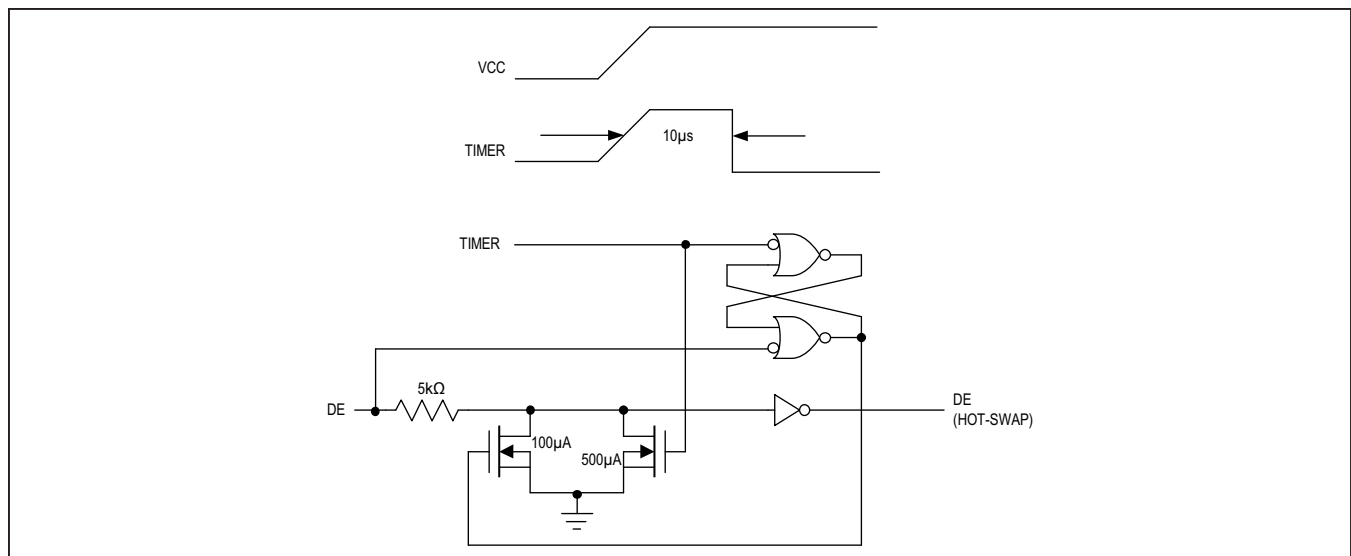 VCC
10µs
TIMER
TIMER
5kΩ
DE
DE
(HOT-SWAP)
100µA
500µA